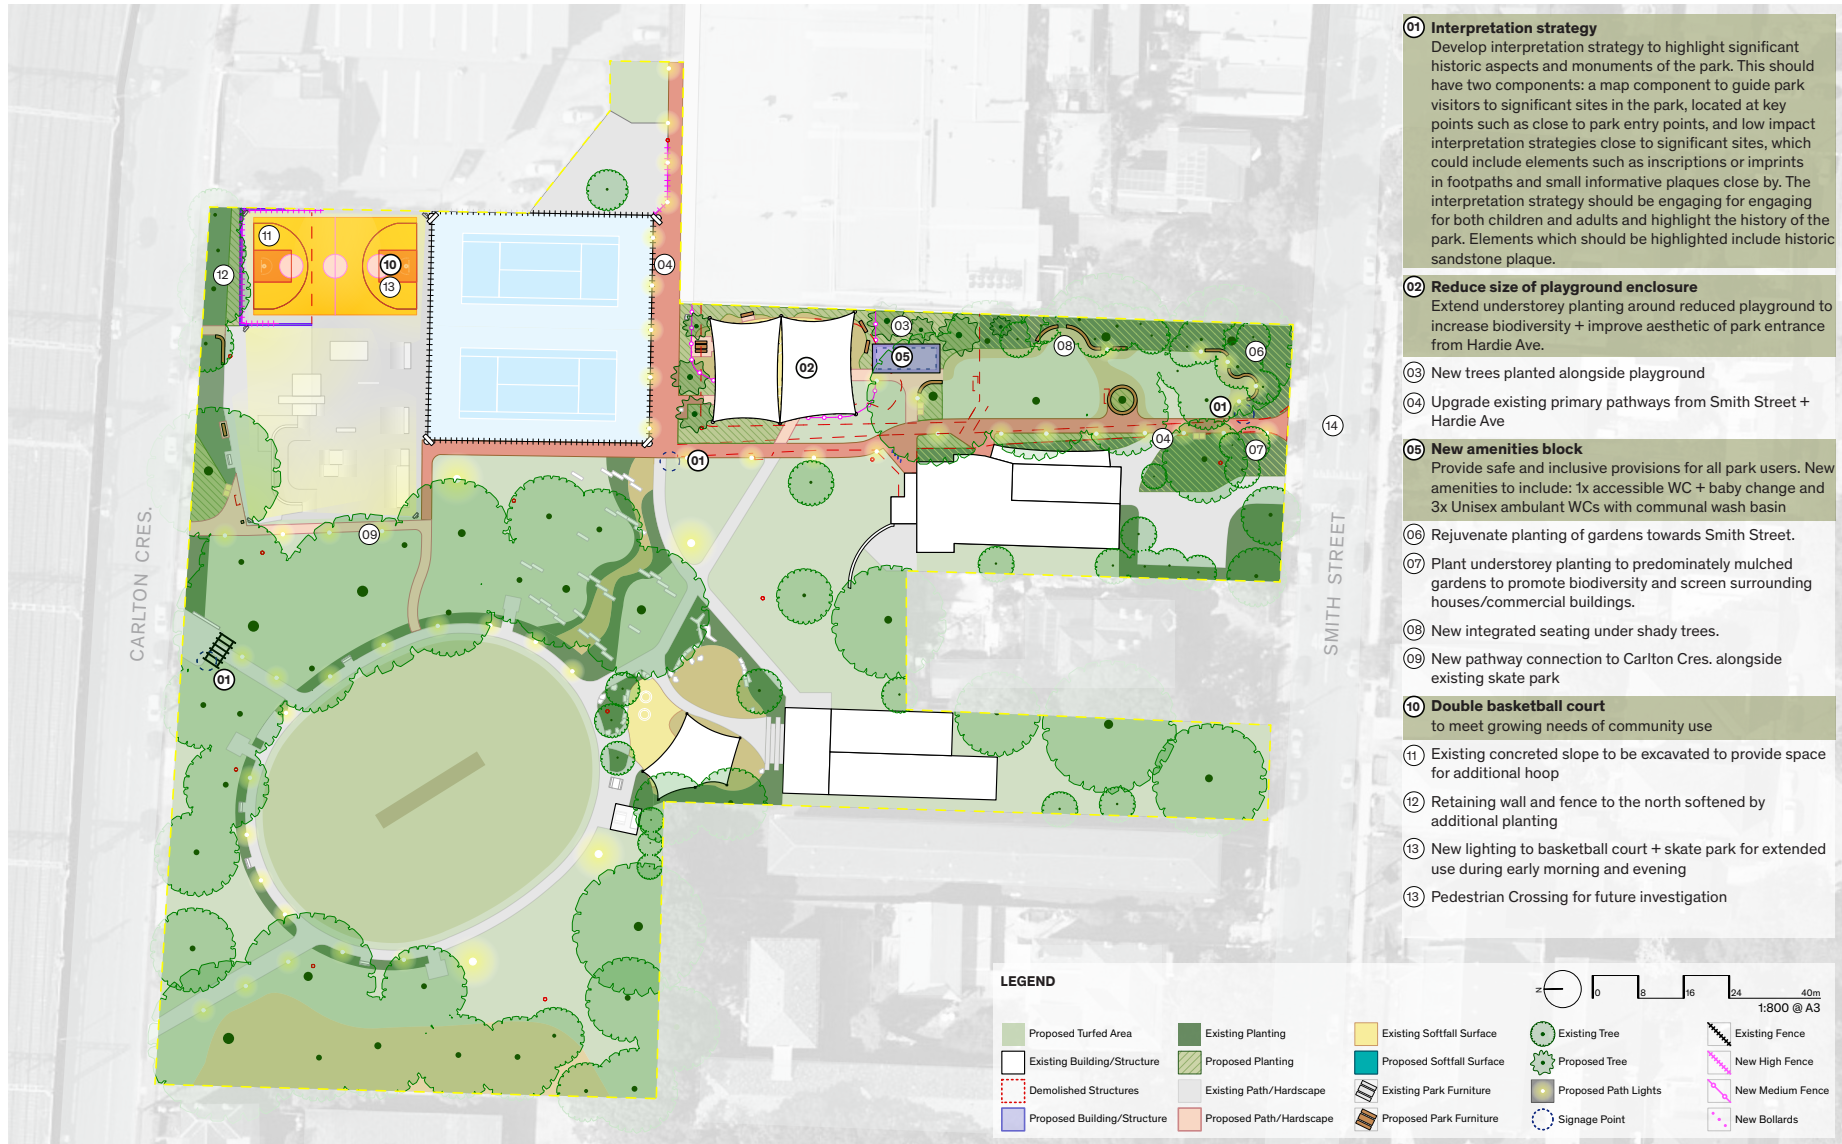 01 Interpretation strategy
Develop interpretation strategy to highlight significant
historic aspects and monuments of the park. This should
have two components: a map component to guide park
visitors to significant sites in the park, located at key
points such as close to park entry points, and low impact
interpretation strategies close to significant sites, which
could include elements such as inscriptions or imprints
in footpaths and small informative plaques close by. The
interpretation strategy should be engaging for engaging
for both children and adults and highlight the history of the
park. Elements which should be highlighted include historic
sandstone plaque.
02 Reduce size of playground enclosure
Extend understorey planting around reduced playground to
increase biodiversity + improve aesthetic of park entrance
from Hardie Ave.
03 New trees planted alongside playground
04 Upgrade existing primary pathways from Smith Street +
Hardie Ave
05 New amenities block
Provide safe and inclusive provisions for all park users. New
amenities to include: 1x accessible WC + baby change and
3x Unisex ambulant WCs with communal wash basin
06 Rejuvenate planting of gardens towards Smith Street.
07 Plant understorey planting to predominately mulched
gardens to promote biodiversity and screen surrounding
houses/commercial buildings.
08 New integrated seating under shady trees.
09 New pathway connection to Carlton Cres. alongside
existing skate park
10 Double basketball court
to meet growing needs of community use
11 Existing concreted slope to be excavated to provide space
for additional hoop
12 Retaining wall and fence to the north softened by
additional planting
13 New lighting to basketball court + skate park for extended
use during early morning and evening
13 Pedestrian Crossing for future investigation
11
10
13
12
04
03
05
02
08
06
01
14
04
07
01
09
01
CARLTON CRES.
SMITH STREET
LEGEND
N
0 8 16 24 40m
1:800 @ A3
Proposed Turfed Area
Existing Building/Structure
Demolished Structures
Proposed Building/Structure
Existing Planting
Proposed Planting
Existing Path/Hardscape
Proposed Path/Hardscape
Existing Softfall Surface
Proposed Softfall Surface
Existing Park Furniture
Proposed Park Furniture
Existing Tree
Proposed Tree
Proposed Path Lights
Signage Point
Existing Fence
New High Fence
New Medium Fence
New Bollards